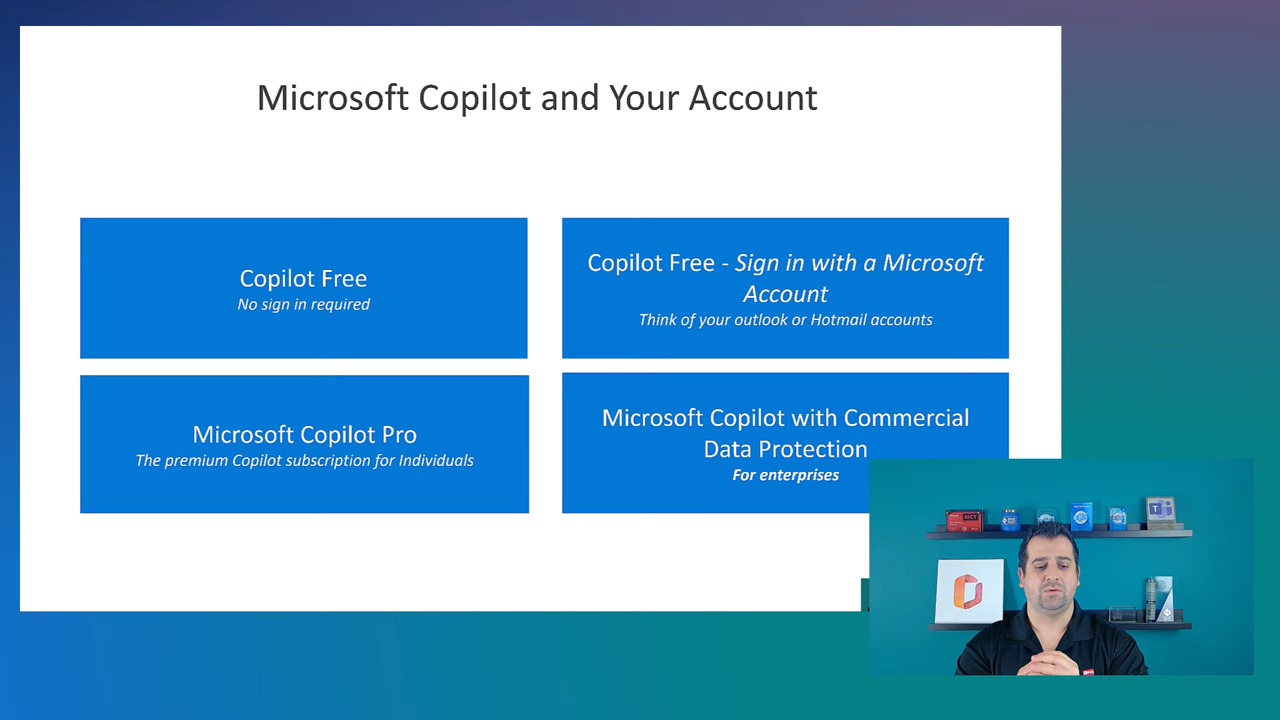 Microsoft Copilot and Your Account
Copilot Free
No sign in required
Copilot Free - Sign in with a Microsoft
Account
Think of your outlook or Hotmail accounts
Microsoft Copilot Pro
The premium Copilot subscription for Individuals
Microsoft Copilot with Commercial
Data Protection
For enterprises
MCT